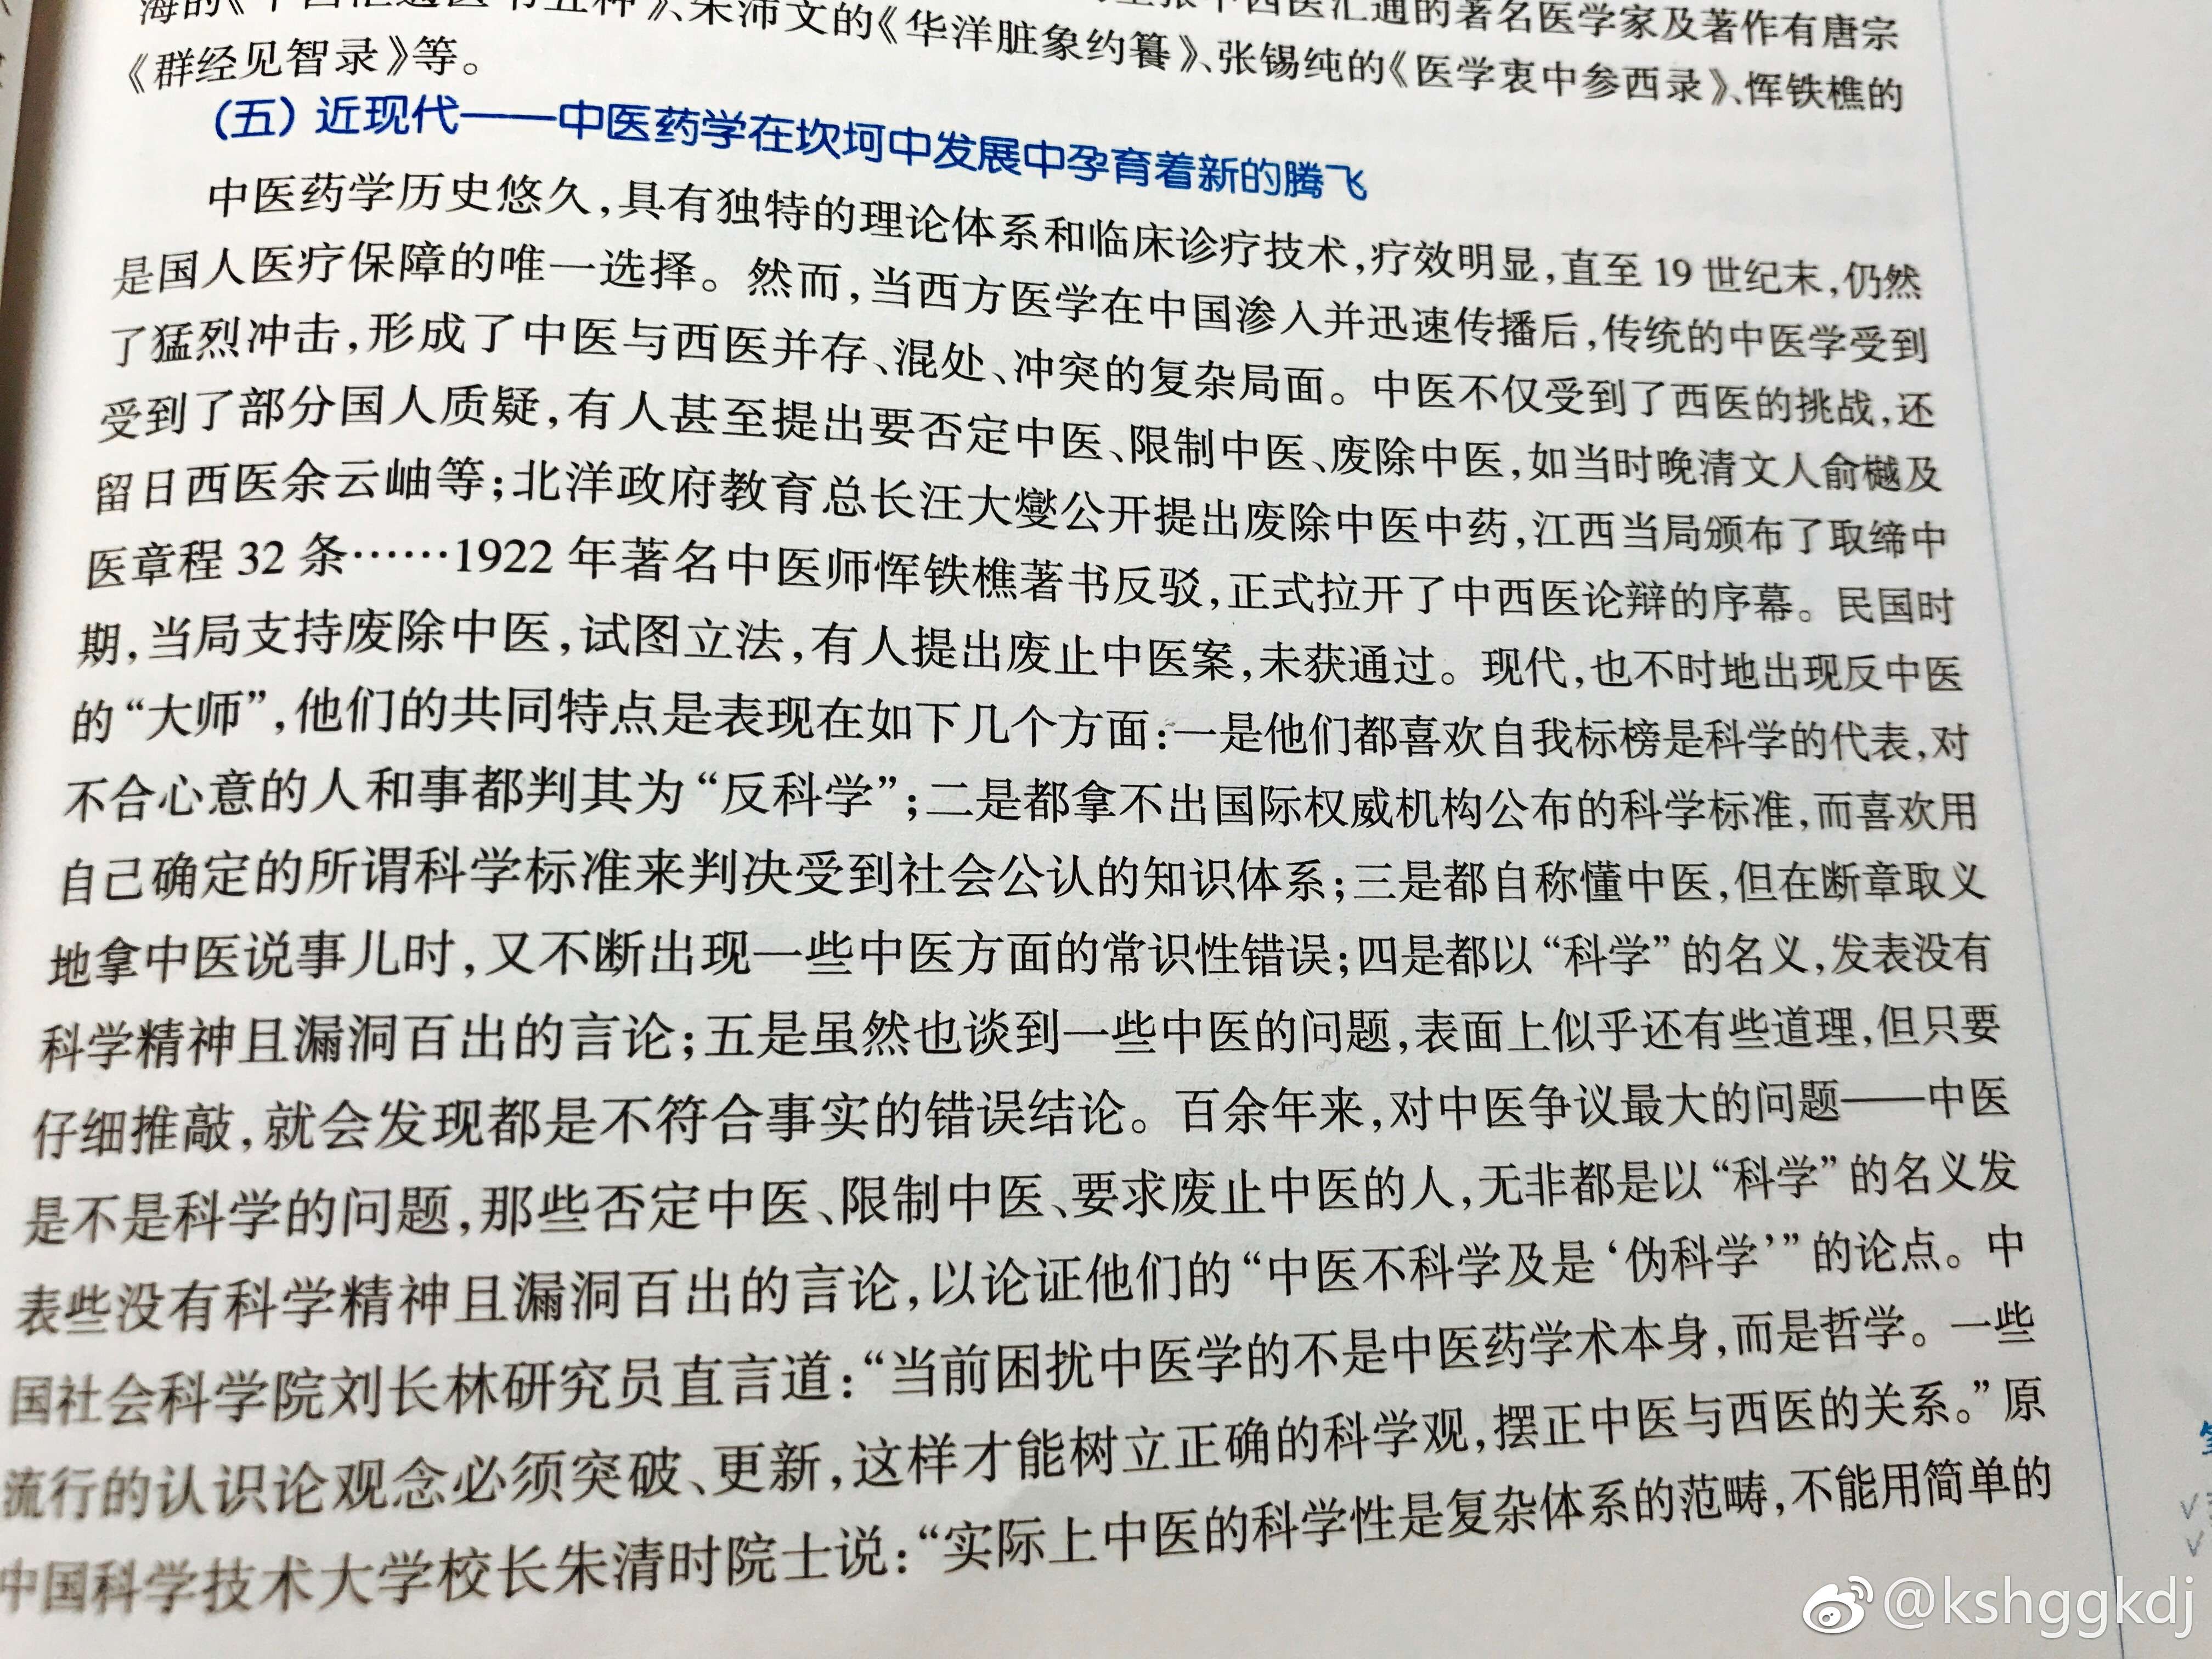 海的《中西汇通医书五种》、朱沛文的《华洋脏象约纂》、张锡纯的《医学衷中参西录》、恽铁樵的
张中西医汇通的著名医学家及著作有唐宗
《群经见智录》等。
（五）近现代——中医药学在坎坷中发展中孕育着新的腾飞
中医药学历史悠久，具有独特的理论体系和临床诊疗技术，疗效明显，直至19世纪末，仍然
是国人医疗保障的唯一选择。然而，当西方医学在中国渗入并迅速传播后，传统的中医学受到
了猛烈冲击，形成了中医与西医并存、混处、冲突的复杂局面。中医不仅受到了西医的挑战，还
受到了部分国人质疑，有人甚至提出要否定中医、限制中医、废除中医，如当时晚清文人俞樾及
留日西医余云岫等；北洋政府教育总长汪大燮公开提出废除中医中药，江西当局颁布了取缔中
医章程32条……1922年著名中医师恽铁樵著书反驳，正式拉开了中西医论辩的序幕。民国时
期，当局支持废除中医，试图立法，有人提出废止中医案，未获通过。现代，也不时地出现反中医
的“大师”，他们的共同特点是表现在如下几个方面：一是他们都喜欢自我标榜是科学的代表，对
不合心意的人和事都判其为“反科学”；二是都拿不出国际权威机构公布的科学标准，而喜欢用
自己确定的所谓科学标准来判决受到社会公认的知识体系；三是都自称懂中医，但在断章取义
地拿中医说事儿时，又不断出现一些中医方面的常识性错误；四是都以“科学”的名义，发表没有
科学精神且漏洞百出的言论；五是虽然也谈到一些中医的问题，表面上似乎还有些道理，但只要
仔细推敲，就会发现都是不符合事实的错误结论。百余年来，对中医争议最大的问题——中医
是不是科学的问题，那些否定中医、限制中医、要求废止中医的人，无非都是以“科学”的名义发
表些没有科学精神且漏洞百出的言论，以论证他们的“中医不科学及是‘伪科学’”的论点。中
国社会科学院刘长林研究员直言道：“当前困扰中医学的不是中医药学术本身，而是哲学。一些
流行的认识论观念必须突破、更新，这样才能树立正确的科学观，摆正中医与西医的关系。”原
中国科学技术大学校长朱清时院士说：“实际上中医的科学性是复杂体系的范畴，不能用简单的
@kshggkdj